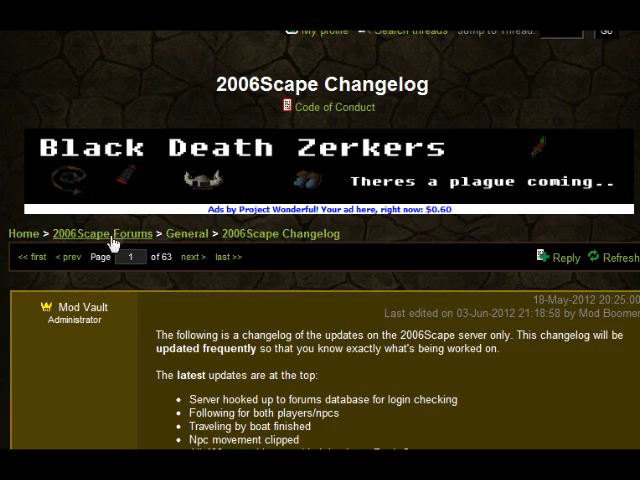 My profile Search threads Jump to Thread: Go
2006Scape Changelog
Code of Conduct
Black Death Zerkers
Theres a plague coming..
Ads by Project Wonderful! Your ad here, right now: $0.60
Home > 2006Scape Forums > General > 2006Scape Changelog
<< first < prev Page 1 of 63 next > last >> Reply Refresh
18-May-2012 20:25:00
Mod Vault
Last edited on 03-Jun-2012 21:18:58 by Mod Boomer
Administrator
The following is a changelog of the updates on the 2006Scape server only. This changelog will be
updated frequently so that you know exactly what's being worked on.
The latest updates are at the top:
Server hooked up to forums database for login checking
Following for both players/npcs
Traveling by boat finished
Npc movement clipped